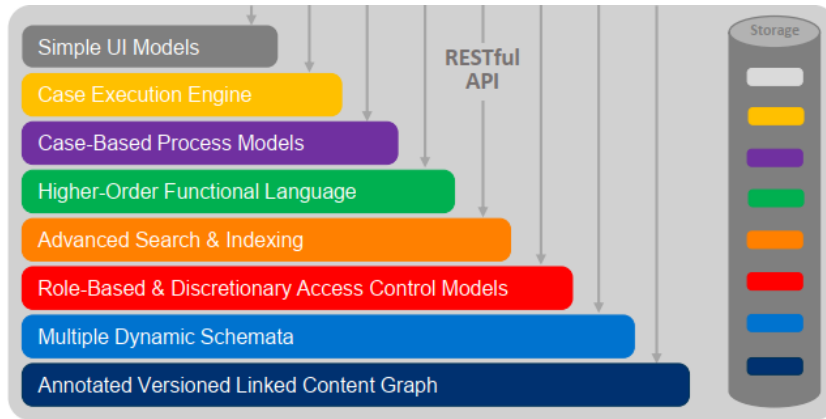 Storage
Simple UI Models
RESTful
API
Case Execution Engine
Case-Based Process Models
Higher-Order Functional Language
Advanced Search & Indexing
Role-Based & Discretionary Access Control Models
Multiple Dynamic Schemata
Annotated Versioned Linked Content Graph